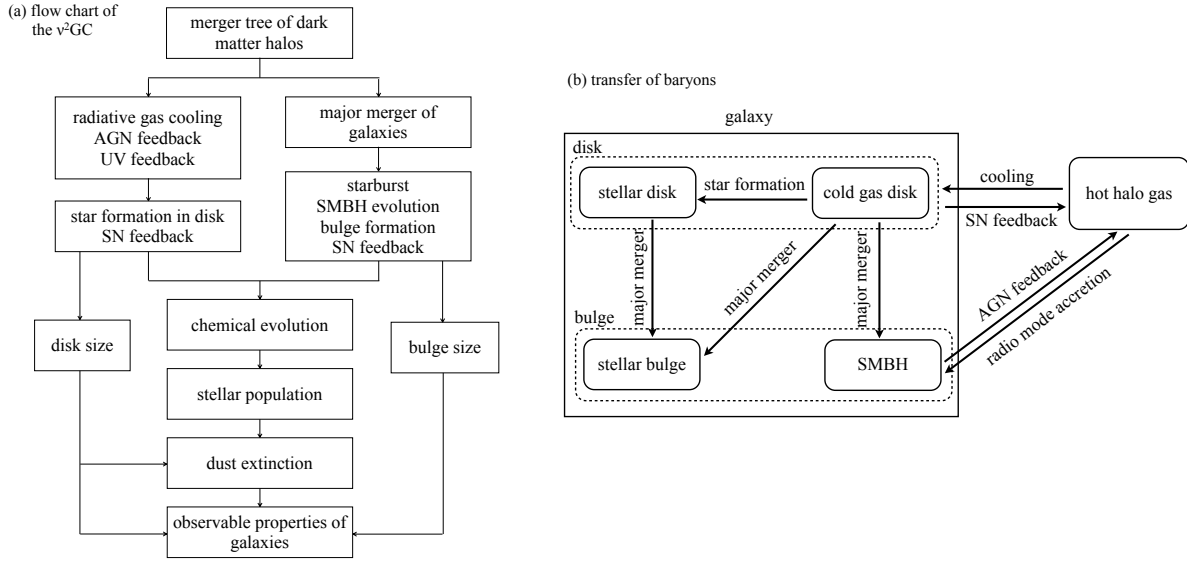 (a) flow chart of
the ν²GC
merger tree of dark
matter halos
radiative gas cooling
AGN feedback
UV feedback
major merger of
galaxies
star formation in disk
SN feedback
starburst
SMBH evolution
bulge formation
SN feedback
disk size
chemical evolution
bulge size
stellar population
dust extinction
observable properties of
galaxies
(b) transfer of baryons
galaxy
disk
stellar disk
star formation
cold gas disk
cooling
SN feedback
hot halo gas
major merger
major merger
major merger
AGN feedback
radio mode accretion
bulge
stellar bulge
SMBH